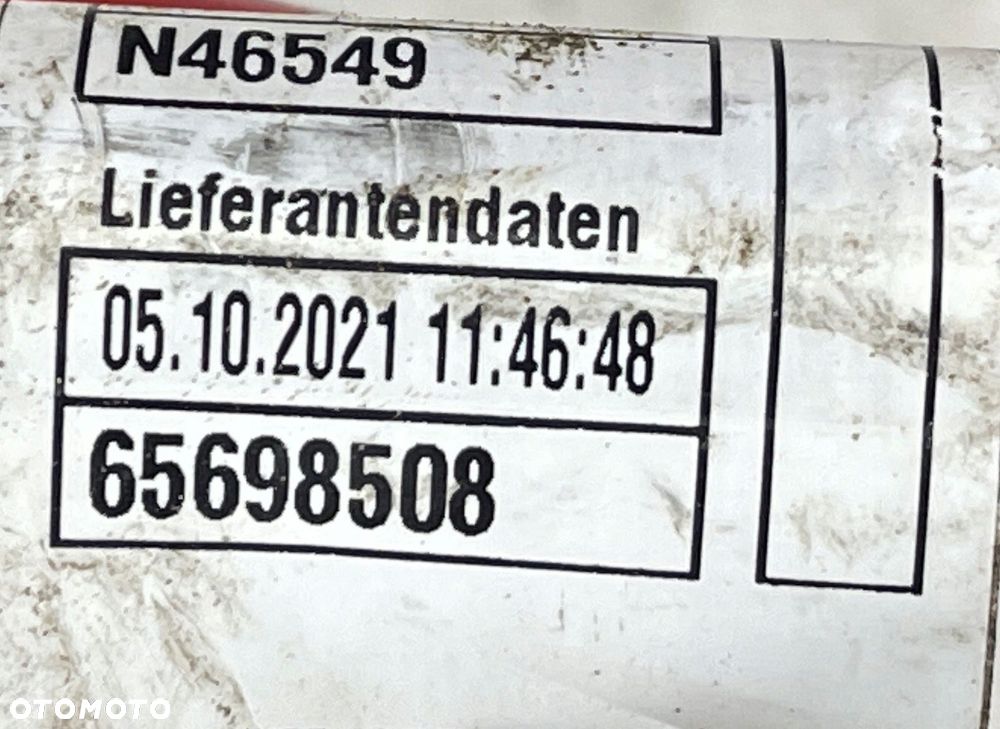 N46549
Lieferantendaten
05.10.2021 11:46:48
65698508
OTOMOTO